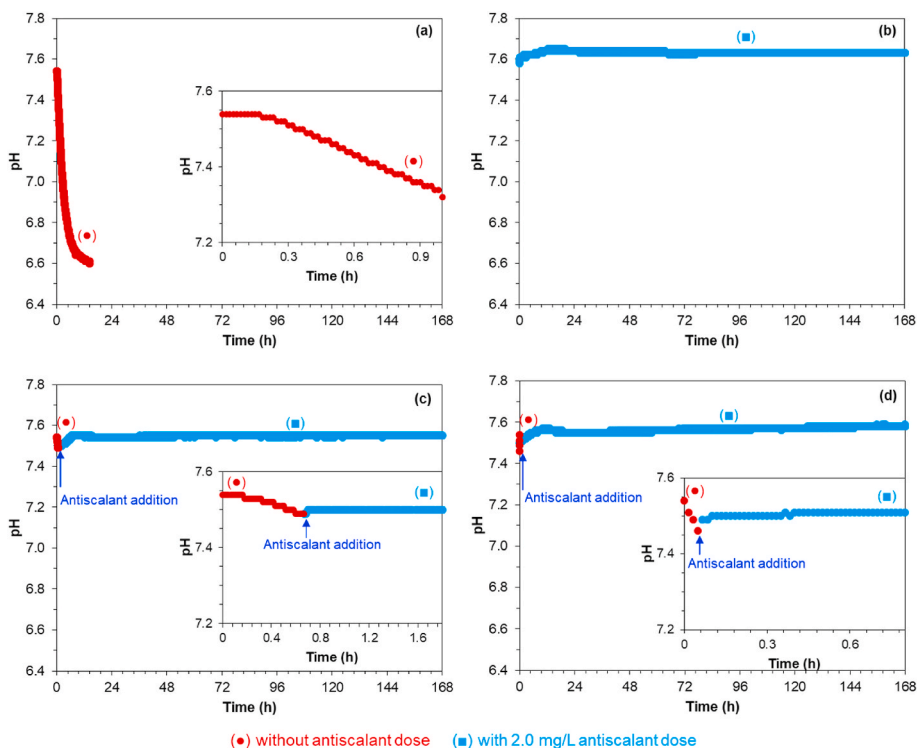 (a)
pH
7.8
7.6
7.4
7.2
7.0
6.8
6.6
6.4
0 24 48 72 96 120 144 168
Time (h)
(●)
pH
7.6
7.4
7.2
0 0.3 0.6 0.9
Time (h)
(●)
(b)
pH
7.8
7.6
7.4
7.2
7.0
6.8
6.6
6.4
0 24 48 72 96 120 144 168
Time (h)
(■)
(c)
pH
7.8
7.6
7.4
7.2
7.0
6.8
6.6
6.4
0 24 48 72 96 120 144 168
Time (h)
(●)
(■)
Antiscalant addition
pH
7.6
7.4
7.2
0.0 0.4 0.8 1.2 1.6
Time (h)
(●)
(■)
Antiscalant addition
(d)
pH
7.8
7.6
7.4
7.2
7.0
6.8
6.6
6.4
0 24 48 72 96 120 144 168
Time (h)
(●)
(■)
Antiscalant addition
pH
7.6
7.4
7.2
0 0.3 0.6
Time (h)
(●)
(■)
Antiscalant addition
(●) without antiscalant dose (■) with 2.0 mg/L antiscalant dose